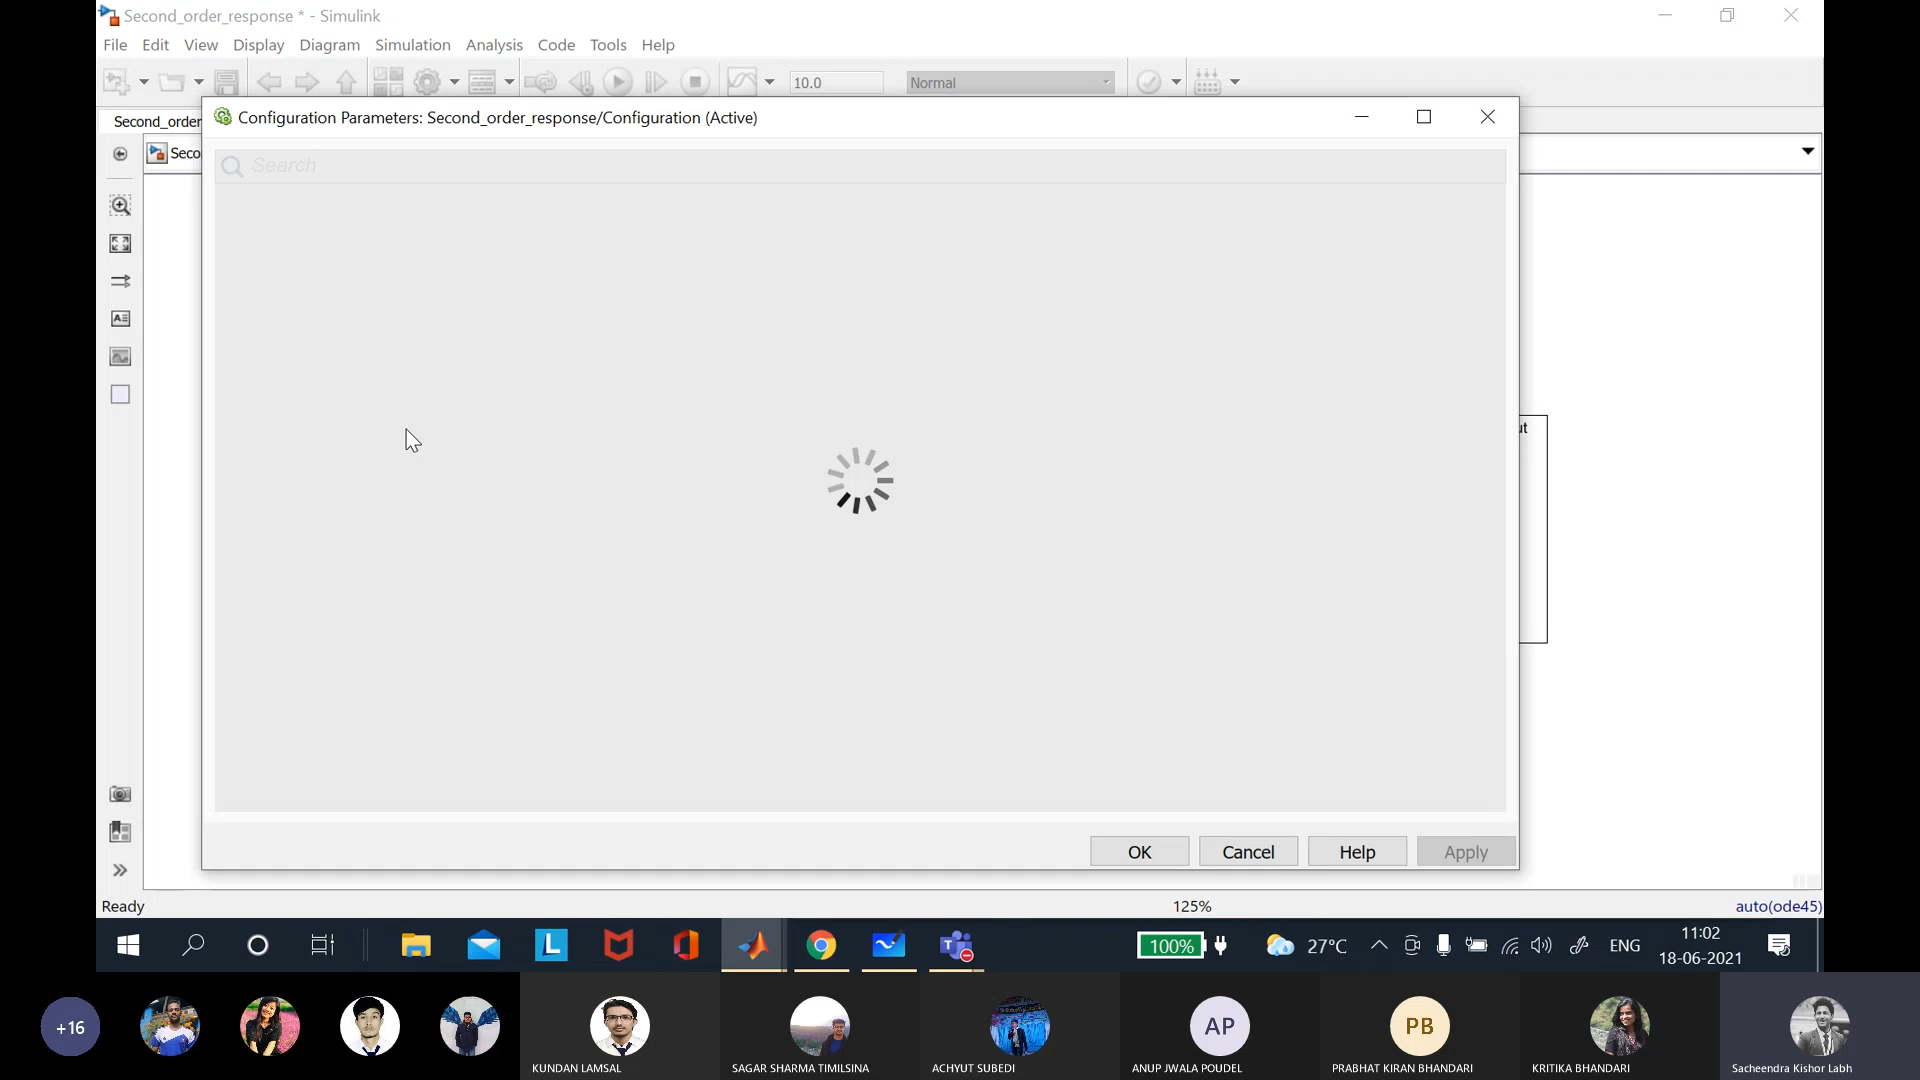 Second_order_response * - Simulink
File Edit View Display Diagram Simulation Analysis Code Tools Help
10.0 Normal
Second_order
Configuration Parameters: Second_order_response/Configuration (Active)
Seco
Search
ut
OK Cancel Help Apply
Ready 125% auto(ode45)
100% 27°C ENG 11:02
18-06-2021
+16 AP PB
KUNDAN LAMSAL SAGAR SHARMA TIMILSINA ACHYUT SUBEDI ANUP JWALA POUDEL PRABHAT KIRAN BHANDARI KRITIKA BHANDARI Sacheendra Kishor Labh